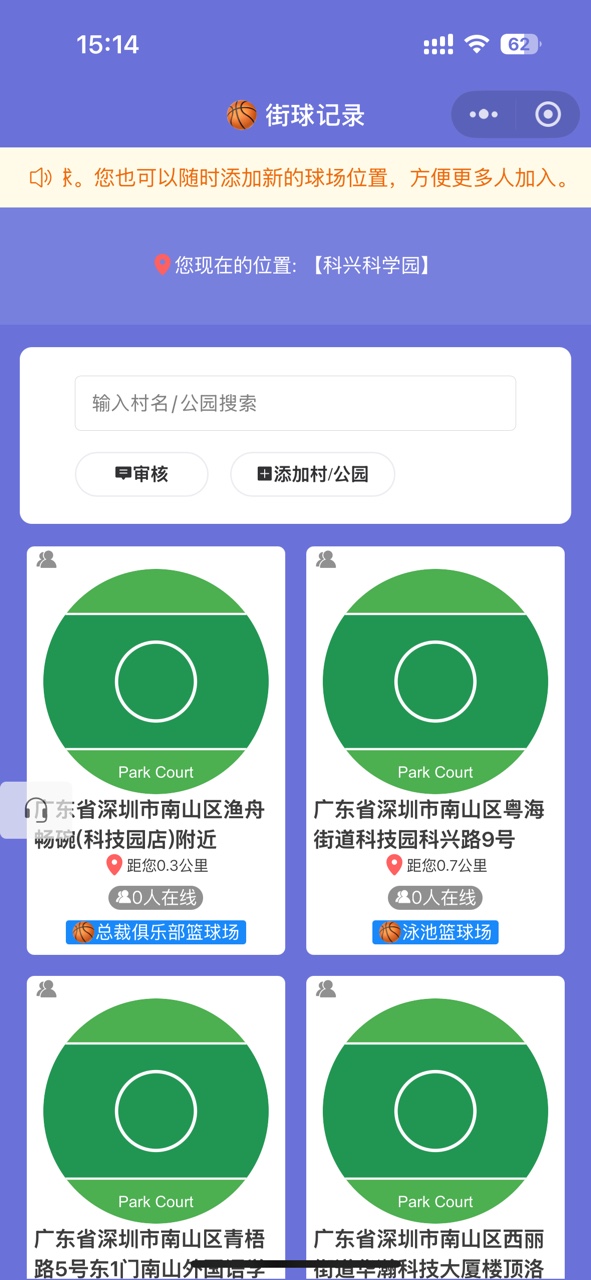 15:14
62
街球记录
。您也可以随时添加新的球场位置，方便更多人加入。
您现在的位置: 【科兴科学园】
输入村名/公园搜索
审核
添加村/公园
Park Court
广东省深圳市南山区渔舟
畅碗(科技园店)附近
距您0.3公里
0人在线
总裁俱乐部篮球场
Park Court
广东省深圳市南山区粤海
街道科技园科兴路9号
距您0.7公里
0人在线
泳池篮球场
Park Court
广东省深圳市南山区青梧
路5号东1门南山外国语学
Park Court
广东省深圳市南山区西丽
街道华瀚科技大厦楼顶洛